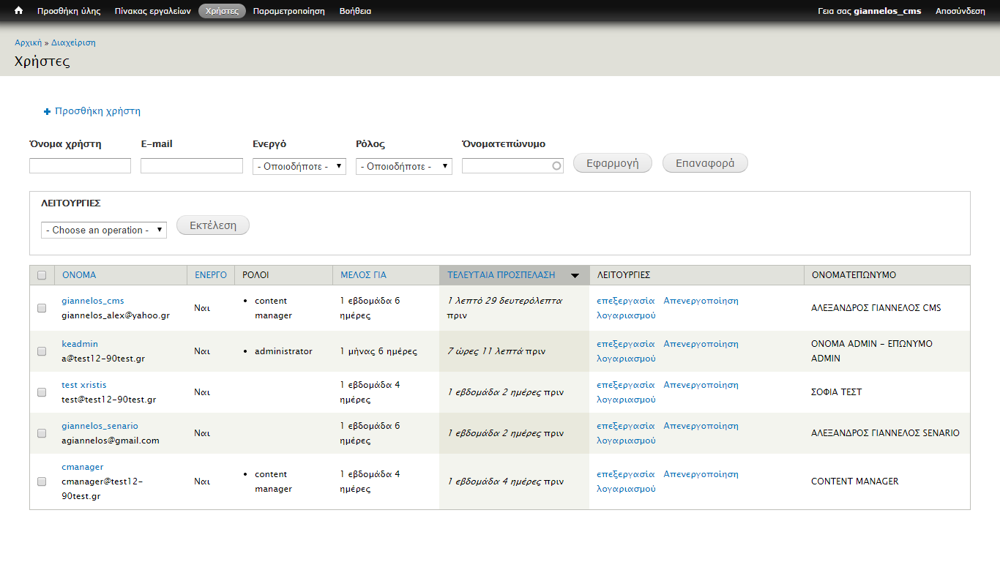 Προσθήκη ύλης Πίνακας εργαλείων Χρήστες Παραμετροποίηση Βοήθεια Γεια σας giannelos_cms Αποσύνδεση
Αρχική » Διαχείριση
Χρήστες
Προσθήκη χρήστη
Όνομα χρήστη E-mail Ενεργό Ρόλος Όνοματεπώνυμο
- Οποιοδήποτε - - Οποιοδήποτε - Εφαρμογή Επαναφορά
ΛΕΙΤΟΥΡΓΙΕΣ
- Choose an operation - Εκτέλεση
ΟΝΟΜΑ ΕΝΕΡΓΟ ΡΟΛΟΙ ΜΕΛΟΣ ΓΙΑ ΤΕΛΕΥΤΑΙΑ ΠΡΟΣΠΕΛΑΣΗ ΛΕΙΤΟΥΡΓΙΕΣ ΟΝΟΜΑΤΕΠΩΝΥΜΟ
giannelos_cms content 1 εβδομάδα 6 1 λεπτό 29 δευτερόλεπτα επεξεργασία Απενεργοποίηση
Ναι ΑΛΕΞΑΝΔΡΟΣ ΓΙΑΝΝΕΛΟΣ CMS
giannelos_alex@yahoo.gr manager ημέρες πριν λογαριασμού
keadmin επεξεργασία Απενεργοποίηση ΟΝΟΜΑ ADMIN - ΕΠΩΝΥΜΟ
Ναι administrator 1 μήνας 6 ημέρες 7 ώρες 11 λεπτά πριν
a@test12-90test.gr λογαριασμού ADMIN
test xristis 1 εβδομάδα 4 επεξεργασία Απενεργοποίηση
Ναι 1 εβδομάδα 2 ημέρες πριν ΣΟΦΙΑ ΤΕΣΤ
test@test12-90test.gr ημέρες λογαριασμού
giannelos_senario 1 εβδομάδα 6 επεξεργασία Απενεργοποίηση
Ναι 1 εβδομάδα 2 ημέρες πριν ΑΛΕΞΑΝΔΡΟΣ ΓΙΑΝΝΕΛΟΣ SENARIO
agiannelos@gmail.com ημέρες λογαριασμού
cmanager content 1 εβδομάδα 4 επεξεργασία Απενεργοποίηση
cmanager@test12- Ναι 1 εβδομάδα 4 ημέρες πριν CONTENT MANAGER
manager ημέρες λογαριασμού
90test.gr